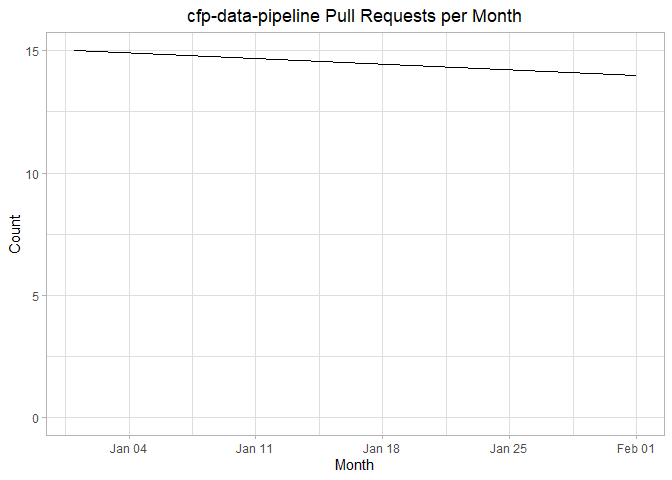 cfp-data-pipeline Pull Requests per Month
15
10
5
0
Count
Jan 04 Jan 11 Jan 18 Jan 25 Feb 01
Month